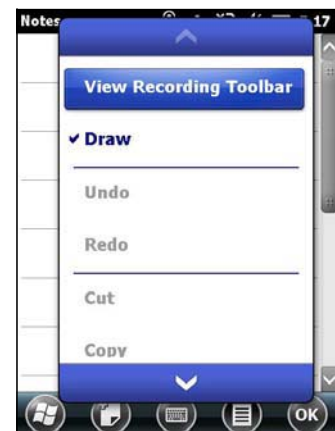 Notes 17
View Recording Toolbar
Draw
Undo
Redo
Cut
Copy
OK